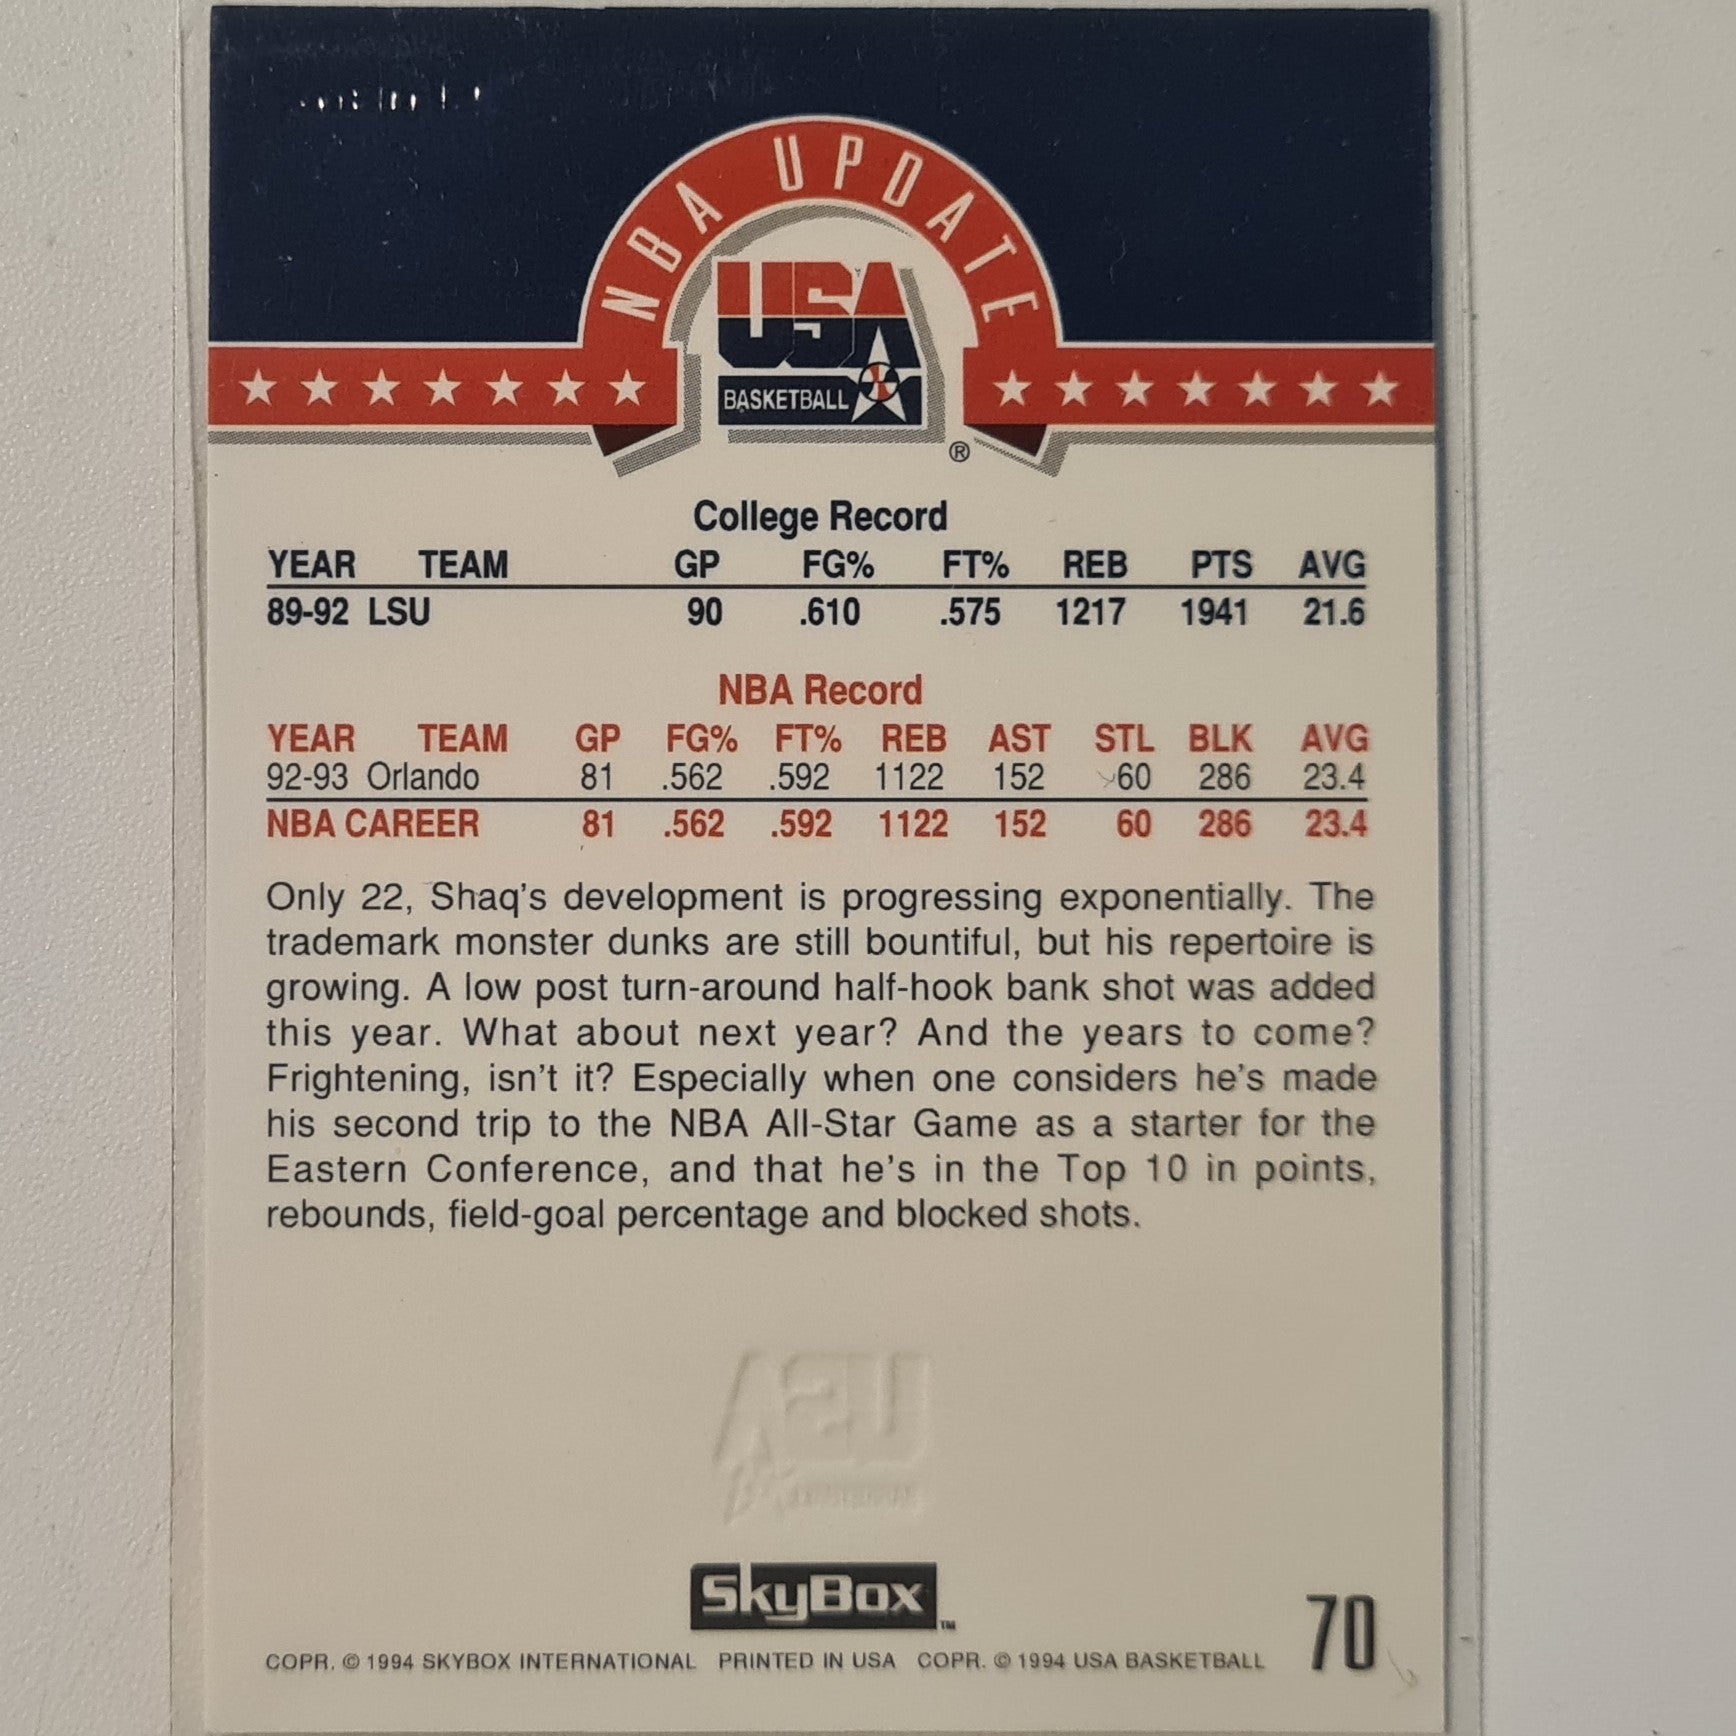 NBA UPDATE
USA
BASKETBALL
®
College Record
YEAR TEAM GP FG% FT% REB PTS AVG
89-92 LSU 90 .610 .575 1217 1941 21.6
NBA Record
YEAR TEAM GP FG% FT% REB AST STL BLK AVG
92-93 Orlando 81 .562 .592 1122 152 60 286 23.4
NBA CAREER 81 .562 .592 1122 152 60 286 23.4
Only 22, Shaq's development is progressing exponentially. The
trademark monster dunks are still bountiful, but his repertoire is
growing. A low post turn-around half-hook bank shot was added
this year. What about next year? And the years to come?
Frightening, isn't it? Especially when one considers he's made
his second trip to the NBA All-Star Game as a starter for the
Eastern Conference, and that he's in the Top 10 in points,
rebounds, field-goal percentage and blocked shots.
USA
SkyBox™
70
COPR. © 1994 SKYBOX INTERNATIONAL PRINTED IN USA COPR. © 1994 USA BASKETBALL